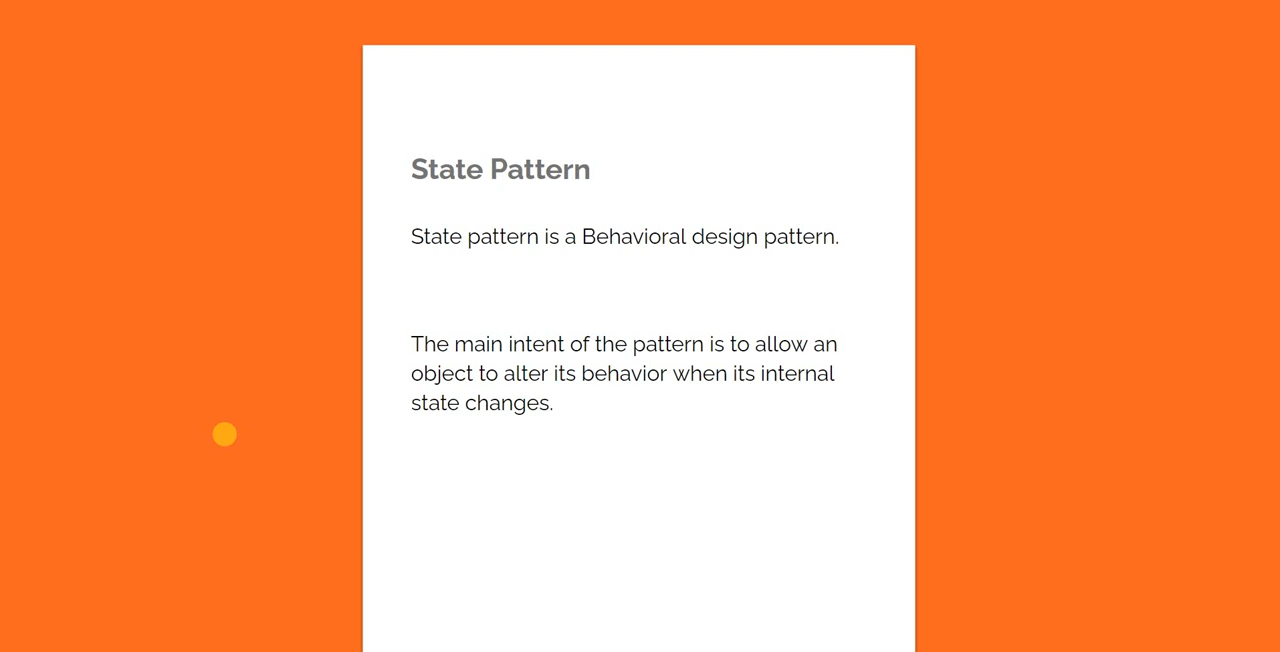 State Pattern
State pattern is a Behavioral design pattern.
The main intent of the pattern is to allow an
object to alter its behavior when its internal
state changes.